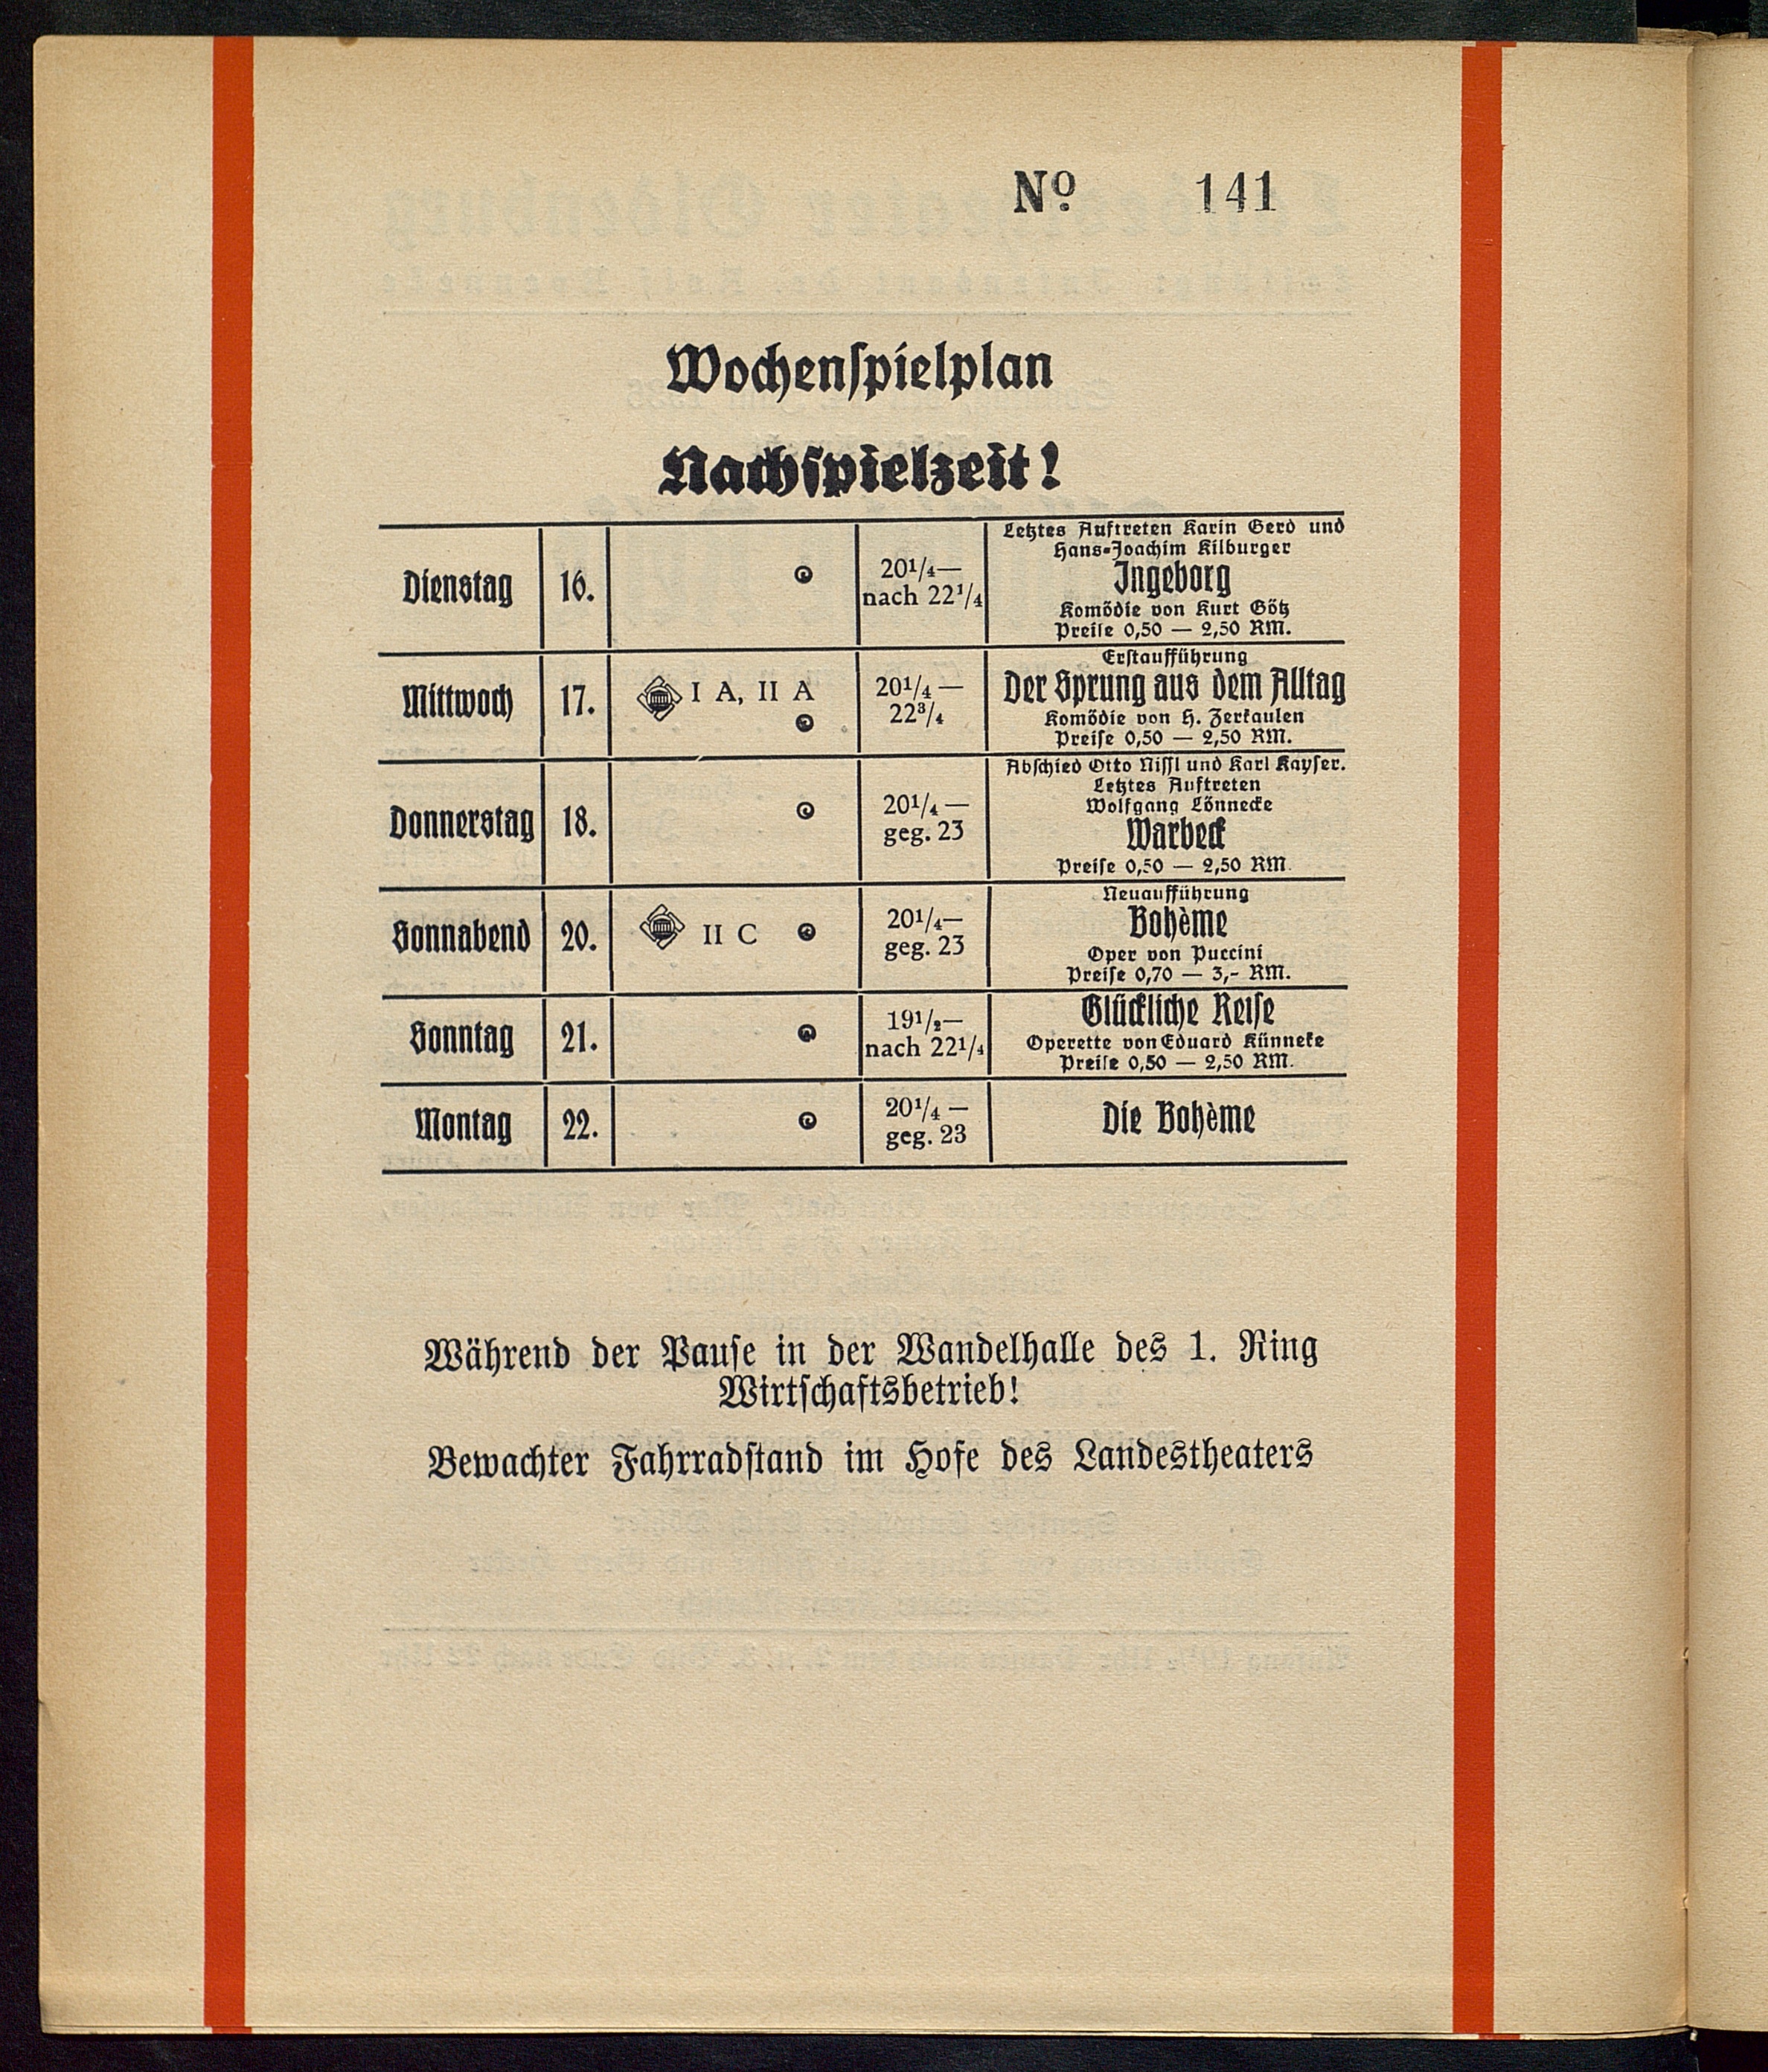 Nº 141
Wochenspielplan
Nachspielzeit!
Dienstag
16.
20¼—
nach 22¼
Letztes Auftreten Karin Gerd und
Hans-Joachim Kilburger
Ingeborg
Komödie von Kurt Götz
Preise 0,50 — 2,50 RM.
Mittwoch
17.
I A, II A
20¼—
22¾
Erstaufführung
Der Sprung aus dem Alltag
Komödie von H. Zerkaulen
Preise 0,50 — 2,50 RM.
Donnerstag
18.
20¼—
geg. 23
Abschied Otto Nissl und Karl Kayser.
Letztes Auftreten
Wolfgang Lönnecke
Warbeck
Preise 0,50 — 2,50 RM.
Sonnabend
20.
II C
20¼—
geg. 23
Neuaufführung
Bohème
Oper von Puccini
Preise 0,70 — 3,- RM.
Sonntag
21.
19½—
nach 22¼
Glückliche Reise
Operette von Eduard Künneke
Preise 0,50 — 2,50 RM.
Montag
22.
20¼—
geg. 23
Die Bohème
Während der Pause in der Wandelhalle des 1. Ring
Wirtschaftsbetrieb!
Bewachter Fahrradstand im Hofe des Landestheaters